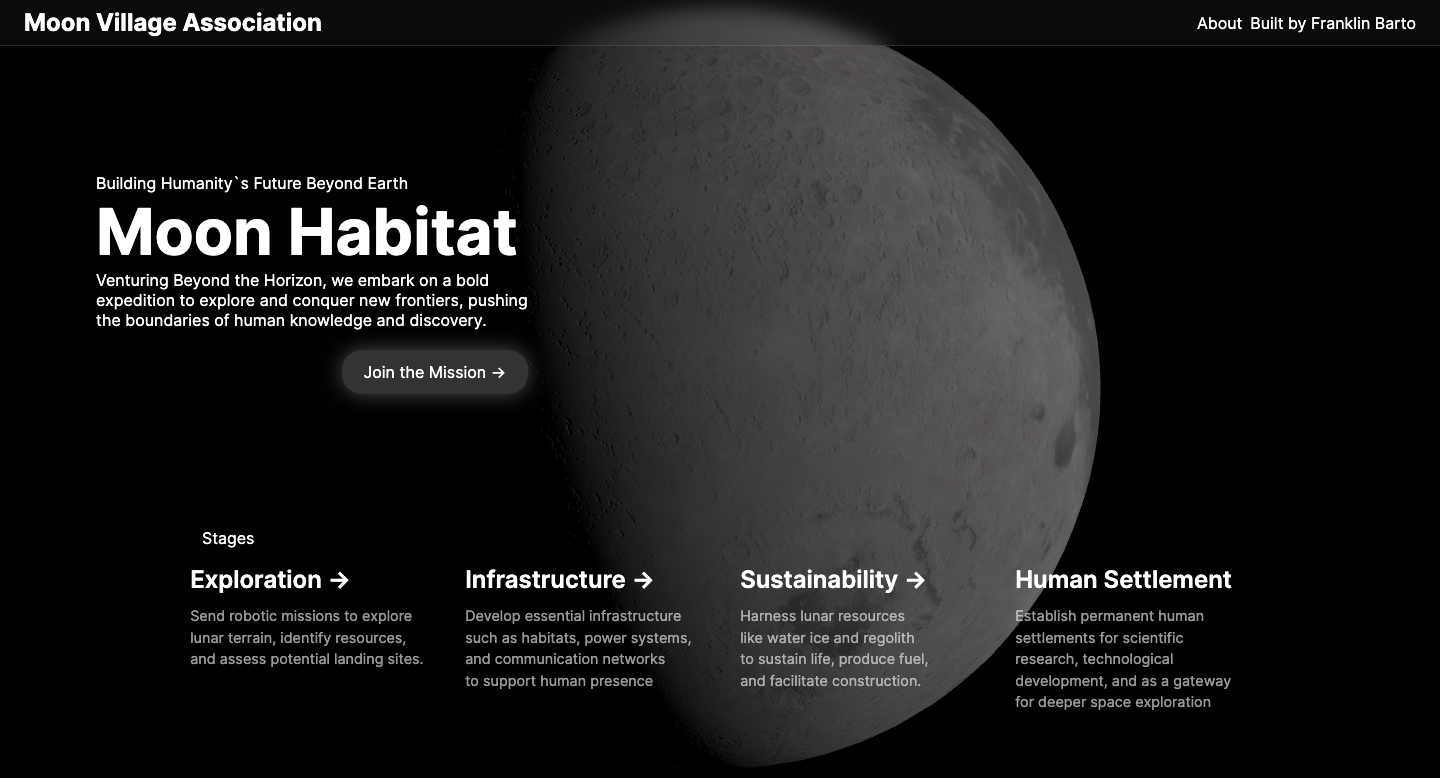 Moon Village Association
About Built by Franklin Barto
Building Humanity`s Future Beyond Earth
Moon Habitat
Venturing Beyond the Horizon, we embark on a bold
expedition to explore and conquer new frontiers, pushing
the boundaries of human knowledge and discovery.
Join the Mission →
Stages
Exploration →
Send robotic missions to explore
lunar terrain, identify resources,
and assess potential landing sites.
Infrastructure →
Develop essential infrastructure
such as habitats, power systems,
and communication networks
to support human presence
Sustainability →
Harness lunar resources
like water ice and regolith
to sustain life, produce fuel,
and facilitate construction.
Human Settlement
Establish permanent human
settlements for scientific
research, technological
development, and as a gateway
for deeper space exploration